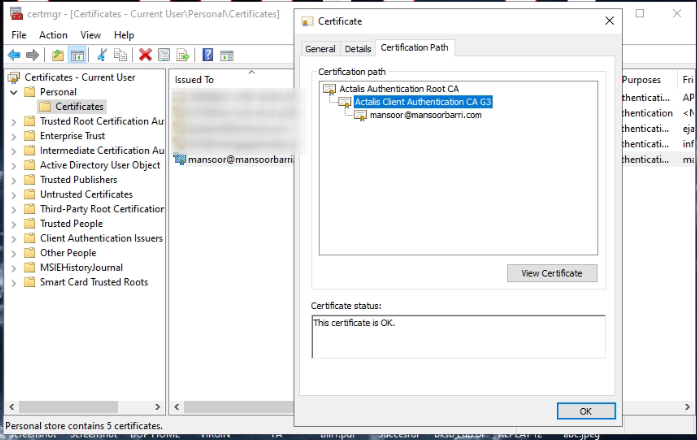 certmgr - [Certificates - Current User\Personal\Certificates]
File Action View Help
Certificates - Current User
Personal
Certificates
Trusted Root Certification Au
Enterprise Trust
Intermediate Certification Au
Active Directory User Object
Trusted Publishers
Untrusted Certificates
Third-Party Root Certification
Trusted People
Client Authentication Issuers
Other People
MSIEHistoryJournal
Smart Card Trusted Roots
Issued To
mansoor@mansoorbarri
Certificate
General Details Certification Path
Certification path
Actalis Authentication Root CA
Actalis Client Authentication CA G3
mansoor@mansoorbarri.com
View Certificate
Certificate status:
This certificate is OK.
OK
Purposes Fri
thenticati... AP
thentication <N
thenticati... eja
thenticati... inf
thenticati... ma
Personal store contains 5 certificates.